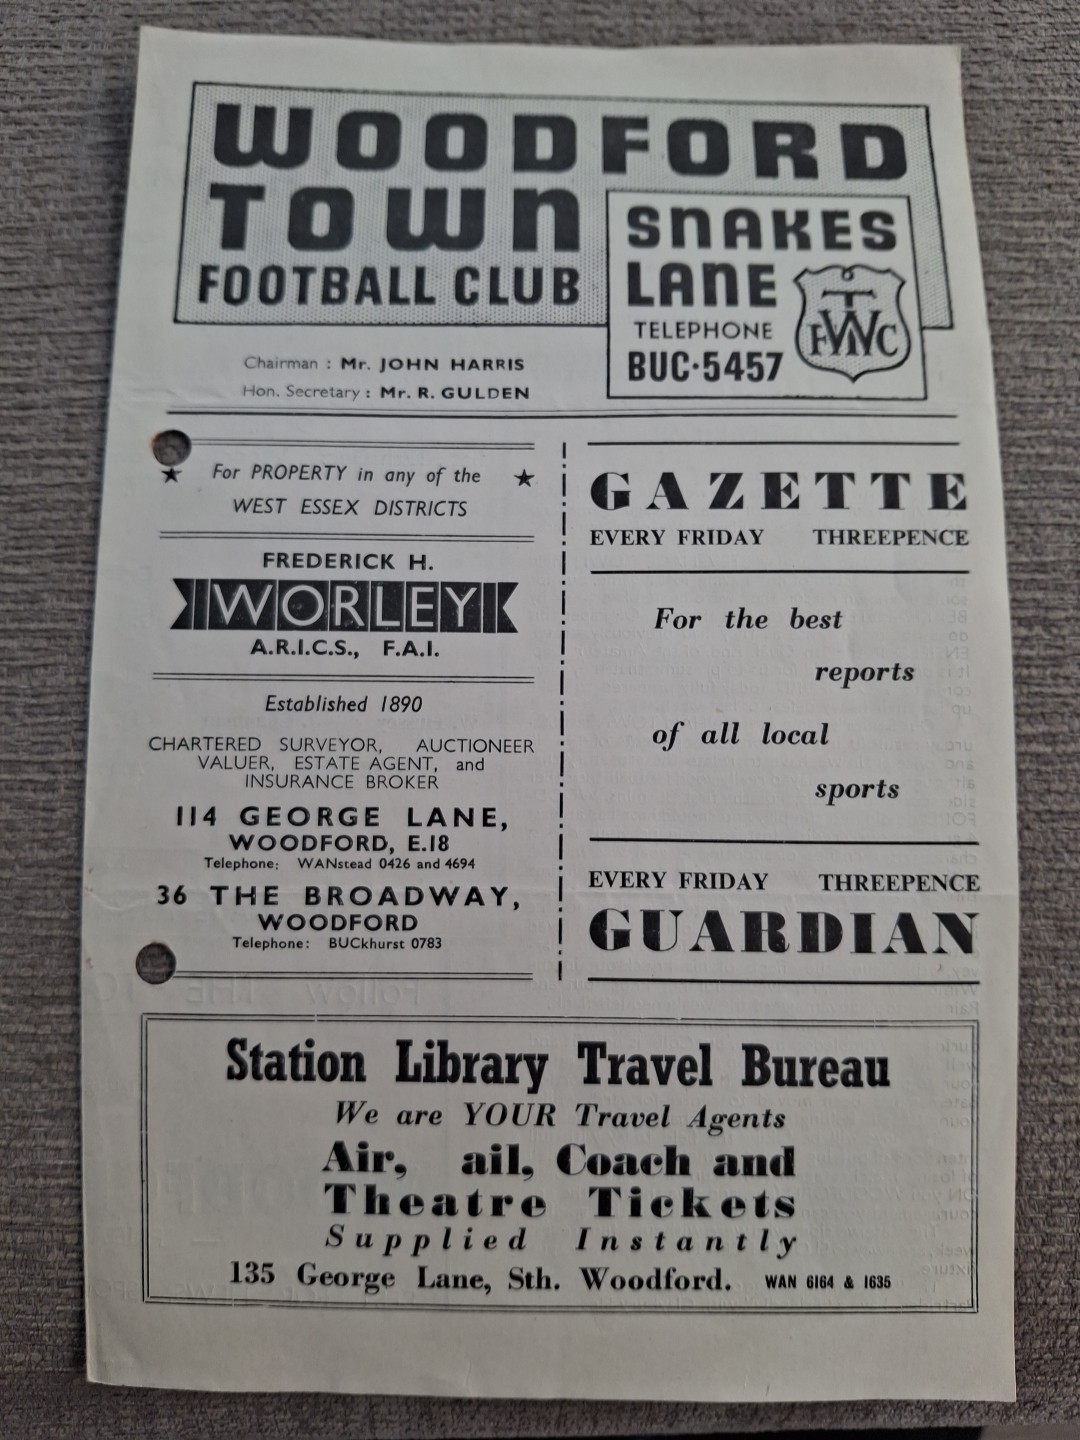 WOODFORD
TOWN
FOOTBALL CLUB
SNAKES
LANE
TELEPHONE
BUC·5457
TWFC
Chairman : Mr. JOHN HARRIS
Hon. Secretary : Mr. R. GULDEN
★ For PROPERTY in any of the ★
WEST ESSEX DISTRICTS
FREDERICK H.
WORLEY
A.R.I.C.S., F.A.I.
Established 1890
CHARTERED SURVEYOR, AUCTIONEER
VALUER, ESTATE AGENT, and
INSURANCE BROKER
114 GEORGE LANE,
WOODFORD, E.18
Telephone: WANstead 0426 and 4694
36 THE BROADWAY,
WOODFORD
Telephone: BUCkhurst 0783
GAZETTE
EVERY FRIDAY THREEPENCE
For the best
reports
of all local
sports
EVERY FRIDAY THREEPENCE
GUARDIAN
Station Library Travel Bureau
We are YOUR Travel Agents
Air, ail, Coach and
Theatre Tickets
Supplied Instantly
135 George Lane, Sth. Woodford. WAN 6164 & 1635